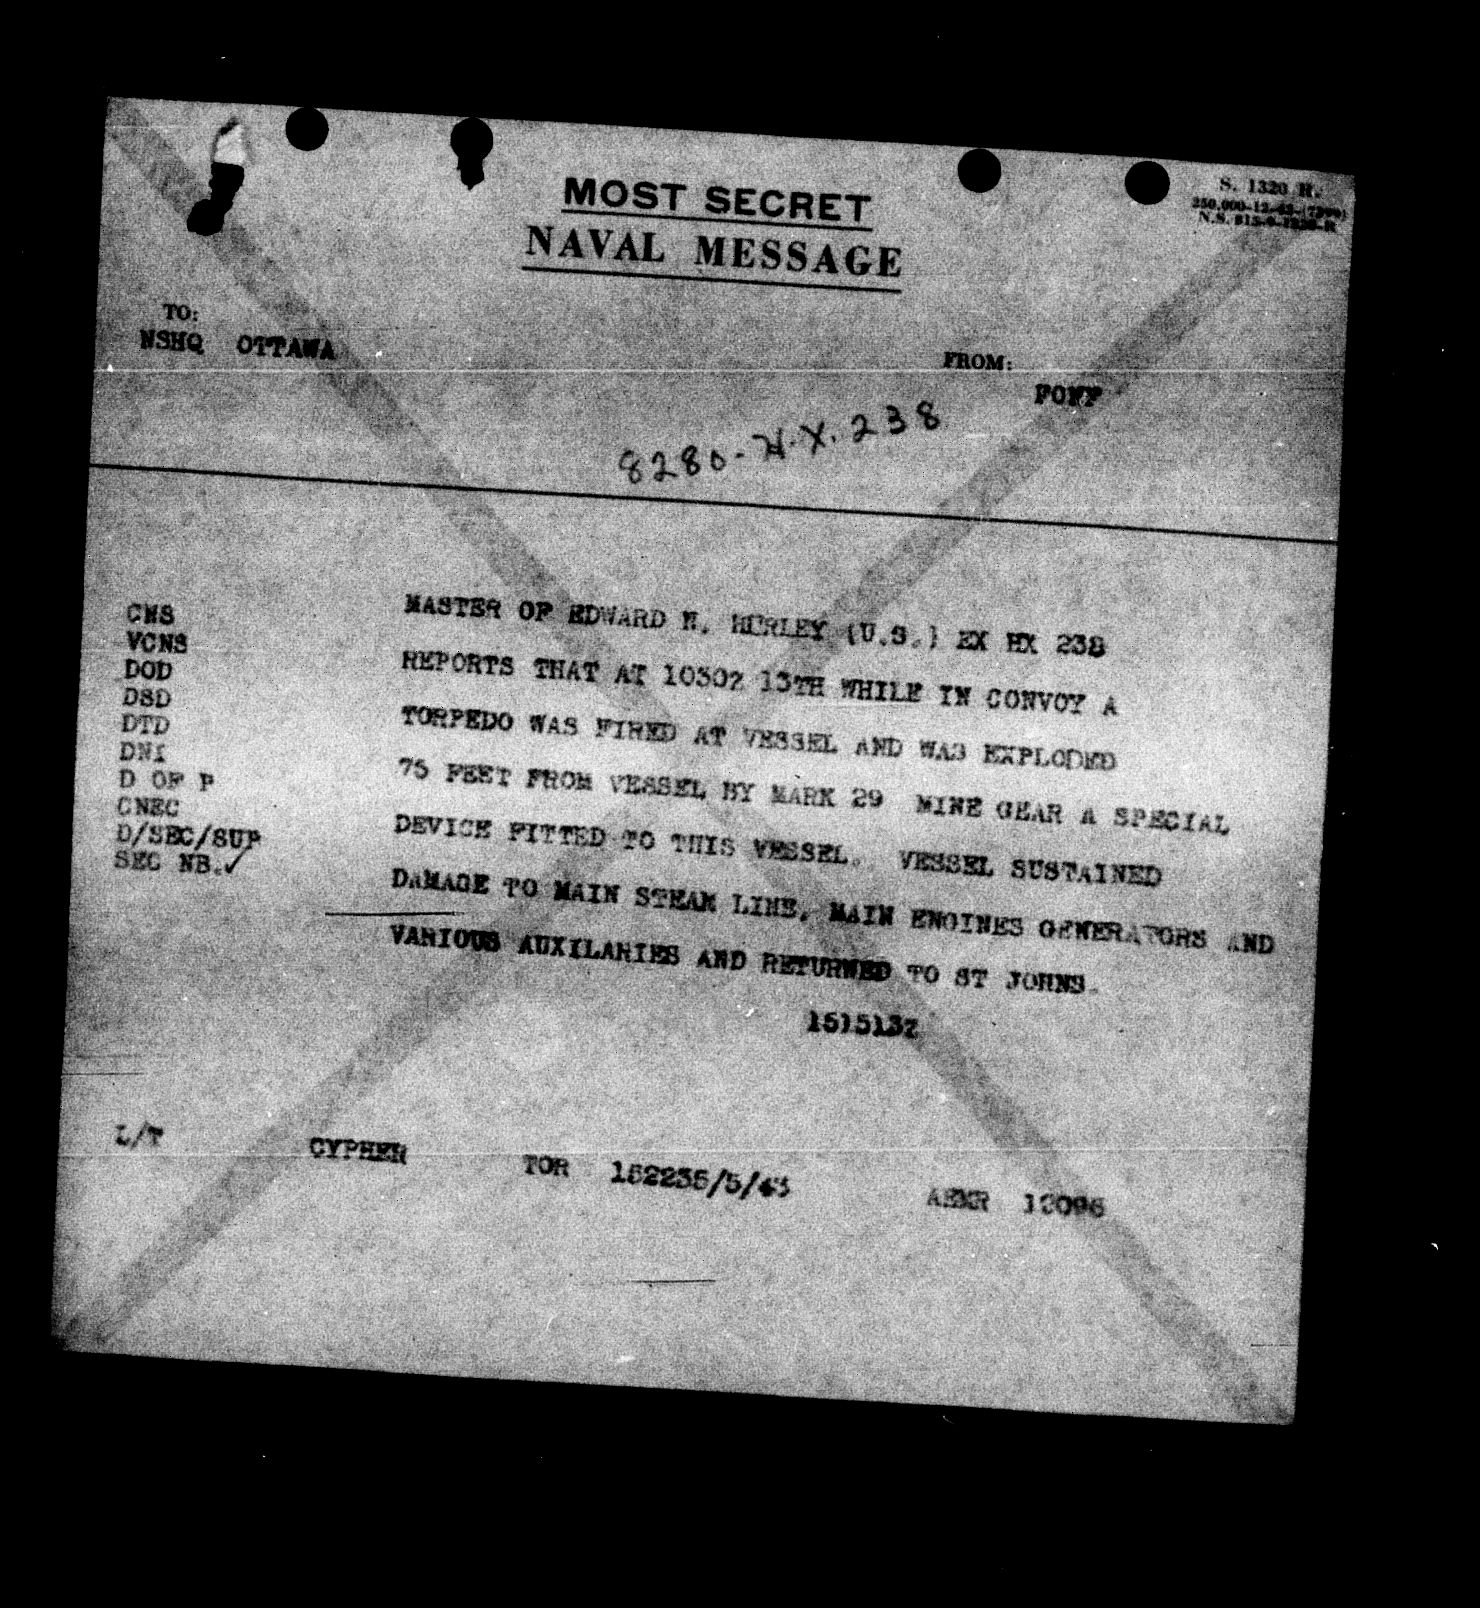 S. 1320 H.
MOST SECRET
NAVAL MESSAGE
TO:
NSHQ OTTAWA
FROM:
FONF
8280-H.X.238
CNS
VCNS
DOD
DSD
DTD
DNI
D OF P
CNEC
D/SEC/SUP
SEC NB.✓
MASTER OF EDWARD N. HURLEY (U.S.) EX HX 238
REPORTS THAT AT 1030Z 13TH WHILE IN CONVOY A
TORPEDO WAS FIRED AT VESSEL AND WAS EXPLODED
75 FEET FROM VESSEL BY MARK 29 MINE GEAR A SPECIAL
DEVICE FITTED TO THIS VESSEL. VESSEL SUSTAINED
DAMAGE TO MAIN STEAM LINE, MAIN ENGINES GENERATORS AND
VARIOUS AUXILARIES AND RETURNED TO ST JOHNS.
161513Z
L/T CYPHER TOR /5/43